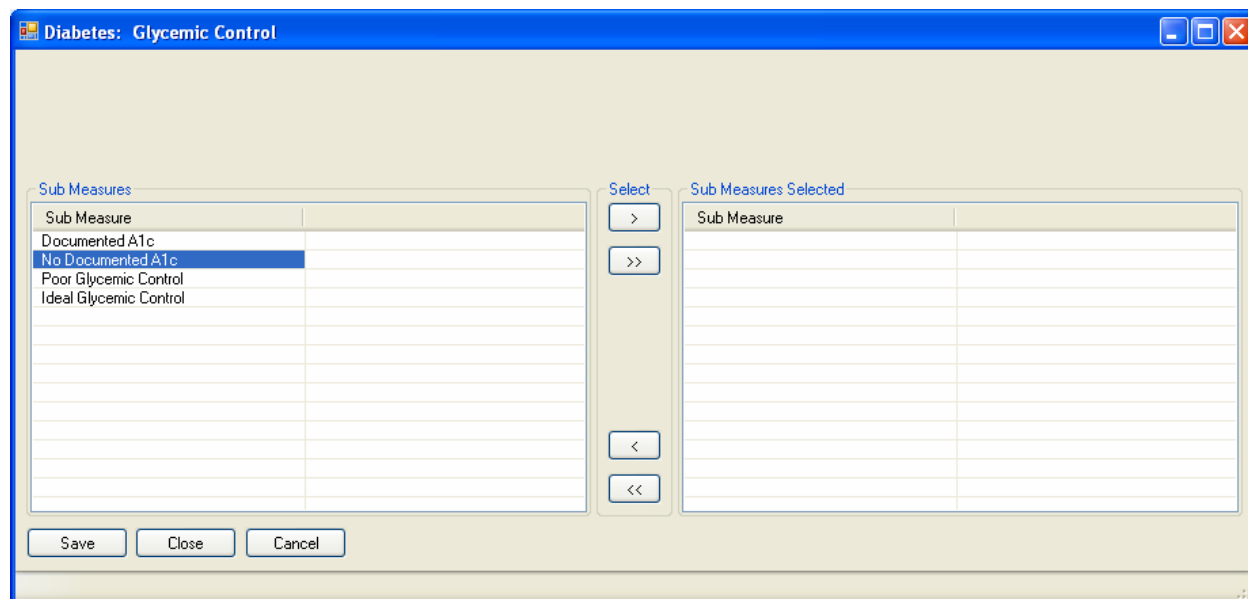 Diabetes: Glycemic Control
Sub Measures
Sub Measure
Documented A1c
No Documented A1c
Poor Glycemic Control
Ideal Glycemic Control
Select
>
>>
<
<<
Sub Measures Selected
Sub Measure
Save Close Cancel